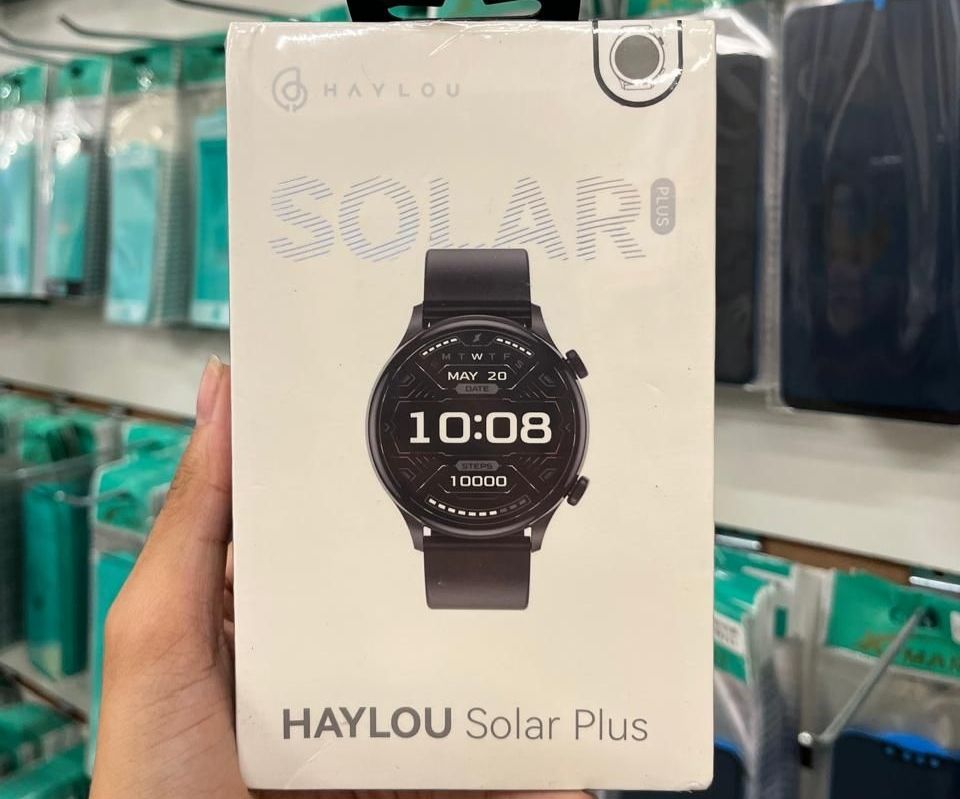 HAYLOU
SOLAR PLUS
M T W T F S
MAY 20
DATE
10:08
STEPS
10000
HAYLOU Solar Plus